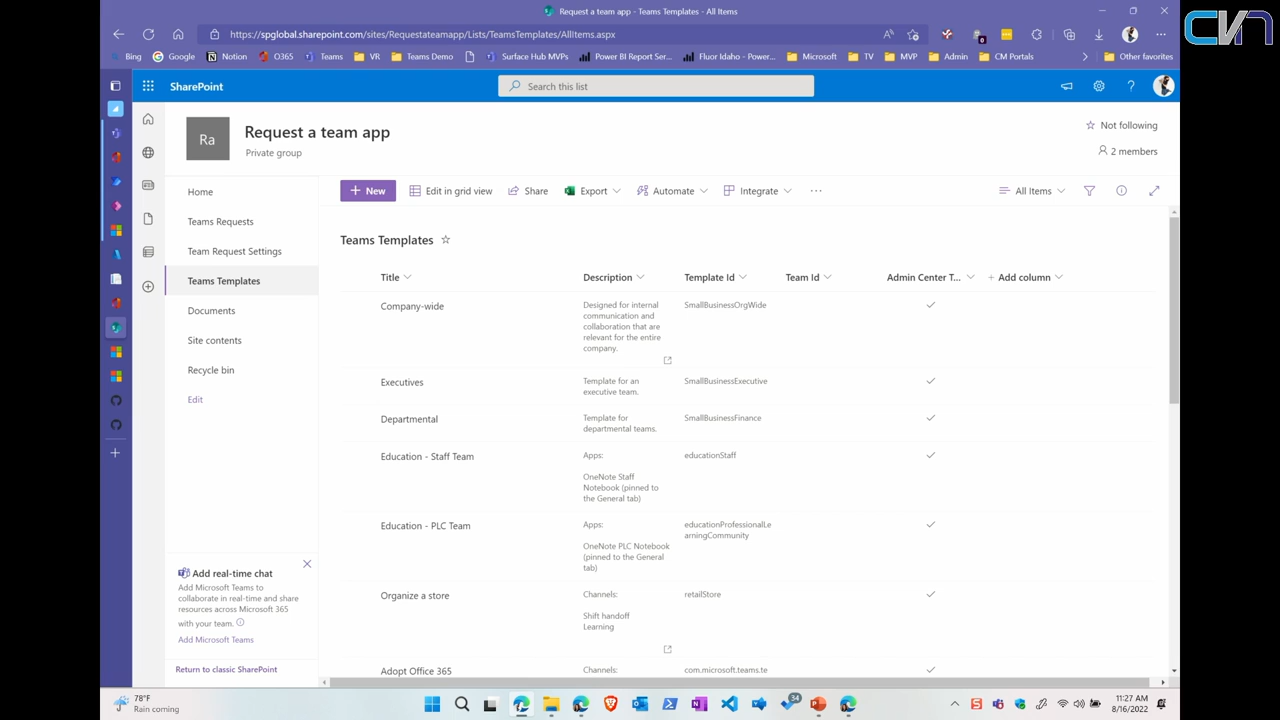 Request a team app - Teams Templates - All Items
https://spglobal.sharepoint.com/sites/Requestateamapp/Lists/TeamsTemplates/AllItems.aspx
Bing Google Notion O365 Teams VR Teams Demo Surface Hub MVPs Power BI Report Ser... Fluor Idaho - Power... Microsoft TV MVP Admin CM Portals Other favorites
SharePoint
Search this list
Ra
Request a team app
Private group
Not following
2 members
Home
Teams Requests
Team Request Settings
Teams Templates
Documents
Site contents
Recycle bin
Edit
+ New Edit in grid view Share Export Automate Integrate ... All Items
Teams Templates
Title Description Template Id Team Id Admin Center T... + Add column
Company-wide
Designed for internal
communication and
collaboration that are
relevant for the entire
company.
SmallBusinessOrgWide
Executives
Template for an
executive team.
SmallBusinessExecutive
Departmental
Template for
departmental teams.
SmallBusinessFinance
Education - Staff Team
Apps:
OneNote Staff
Notebook (pinned to
the General tab)
educationStaff
Education - PLC Team
Apps:
OneNote PLC Notebook
(pinned to the General
tab)
educationProfessionalLe
arningCommunity
Organize a store
Channels:
Shift handoff
Learning
retailStore
Adopt Office 365
Channels:
com.microsoft.teams.te
Add real-time chat
Add Microsoft Teams to
collaborate in real-time and share
resources across Microsoft 365
with your team.
Add Microsoft Teams
Return to classic SharePoint
78°F
Rain coming
34
11:27 AM
8/16/2022